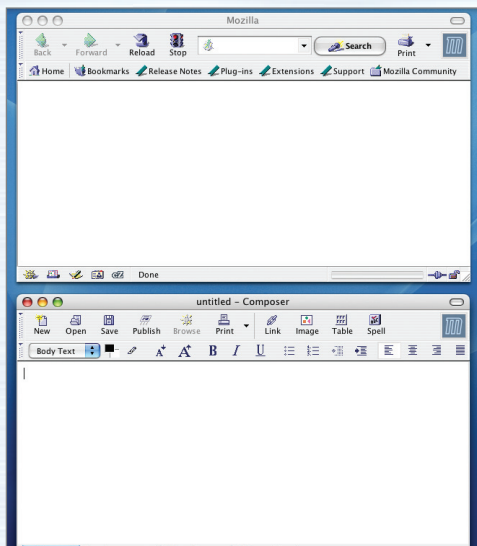 Mozilla
Back Forward Reload Stop Search Print
Home Bookmarks Release Notes Plug-ins Extensions Support Mozilla Community
Done
untitled – Composer
New Open Save Publish Browse Print Link Image Table Spell
Body Text A A B I U